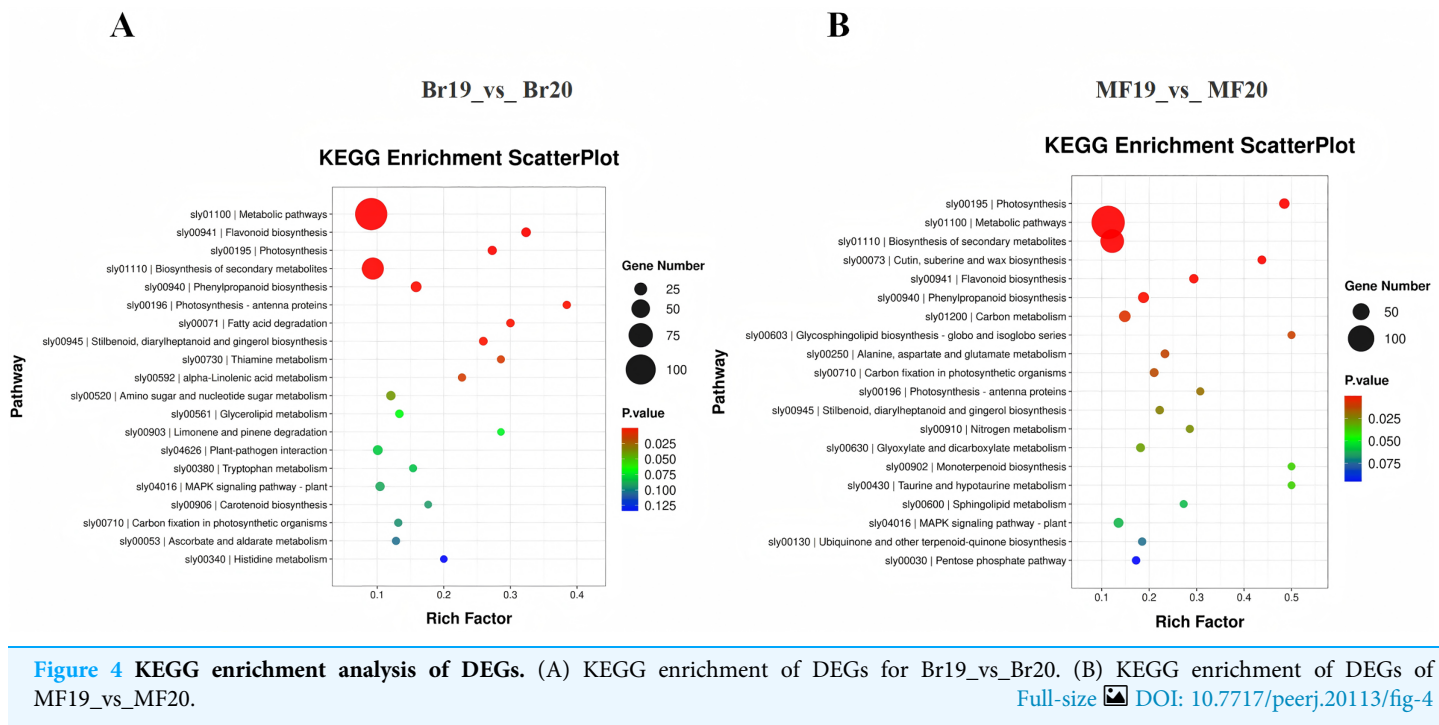 A
Br19_vs_ Br20
KEGG Enrichment ScatterPlot
Pathway
sly01100 | Metabolic pathways
sly00941 | Flavonoid biosynthesis
sly00195 | Photosynthesis
sly01110 | Biosynthesis of secondary metabolites
sly00940 | Phenylpropanoid biosynthesis
sly00196 | Photosynthesis - antenna proteins
sly00071 | Fatty acid degradation
sly00945 | Stilbenoid, diarylheptanoid and gingerol biosynthesis
sly00730 | Thiamine metabolism
sly00592 | alpha-Linolenic acid metabolism
sly00520 | Amino sugar and nucleotide sugar metabolism
sly00561 | Glycerolipid metabolism
sly00903 | Limonene and pinene degradation
sly04626 | Plant-pathogen interaction
sly00380 | Tryptophan metabolism
sly04016 | MAPK signaling pathway - plant
sly00906 | Carotenoid biosynthesis
sly00710 | Carbon fixation in photosynthetic organisms
sly00053 | Ascorbate and aldarate metabolism
sly00340 | Histidine metabolism
0.1 0.2 0.3 0.4
Rich Factor
Gene Number
25
50
75
100
P.value
0.025
0.050
0.075
0.100
0.125
B
MF19_vs_ MF20
KEGG Enrichment ScatterPlot
Pathway
sly00195 | Photosynthesis
sly01100 | Metabolic pathways
sly01110 | Biosynthesis of secondary metabolites
sly00073 | Cutin, suberine and wax biosynthesis
sly00941 | Flavonoid biosynthesis
sly00940 | Phenylpropanoid biosynthesis
sly01200 | Carbon metabolism
sly00603 | Glycosphingolipid biosynthesis - globo and isoglobo series
sly00250 | Alanine, aspartate and glutamate metabolism
sly00710 | Carbon fixation in photosynthetic organisms
sly00196 | Photosynthesis - antenna proteins
sly00945 | Stilbenoid, diarylheptanoid and gingerol biosynthesis
sly00910 | Nitrogen metabolism
sly00630 | Glyoxylate and dicarboxylate metabolism
sly00902 | Monoterpenoid biosynthesis
sly00430 | Taurine and hypotaurine metabolism
sly00600 | Sphingolipid metabolism
sly04016 | MAPK signaling pathway - plant
sly00130 | Ubiquinone and other terpenoid-quinone biosynthesis
sly00030 | Pentose phosphate pathway
0.1 0.2 0.3 0.4 0.5
Rich Factor
Gene Number
50
100
P.value
0.025
0.050
0.075
Figure 4 KEGG enrichment analysis of DEGs. (A) KEGG enrichment of DEGs for Br19_vs_Br20. (B) KEGG enrichment of DEGs of
MF19_vs_MF20. Full-size DOI: 10.7717/peerj.20113/fig-4